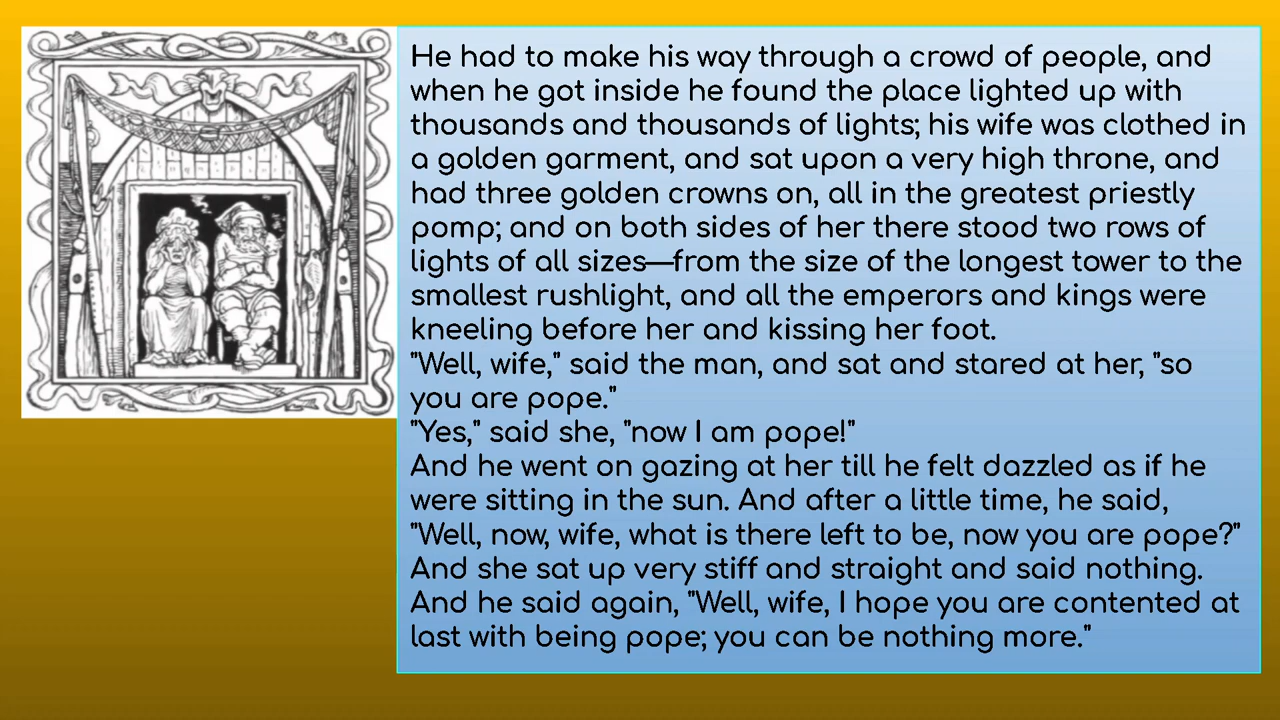 He had to make his way through a crowd of people, and
when he got inside he found the place lighted up with
thousands and thousands of lights; his wife was clothed in
a golden garment, and sat upon a very high throne, and
had three golden crowns on, all in the greatest priestly
pomp; and on both sides of her there stood two rows of
lights of all sizes—from the size of the longest tower to the
smallest rushlight, and all the emperors and kings were
kneeling before her and kissing her foot.
"Well, wife," said the man, and sat and stared at her, "so
you are pope."
"Yes," said she, "now I am pope!"
And he went on gazing at her till he felt dazzled as if he
were sitting in the sun. And after a little time, he said,
"Well, now, wife, what is there left to be, now you are pope?"
And she sat up very stiff and straight and said nothing.
And he said again, "Well, wife, I hope you are contented at
last with being pope; you can be nothing more."